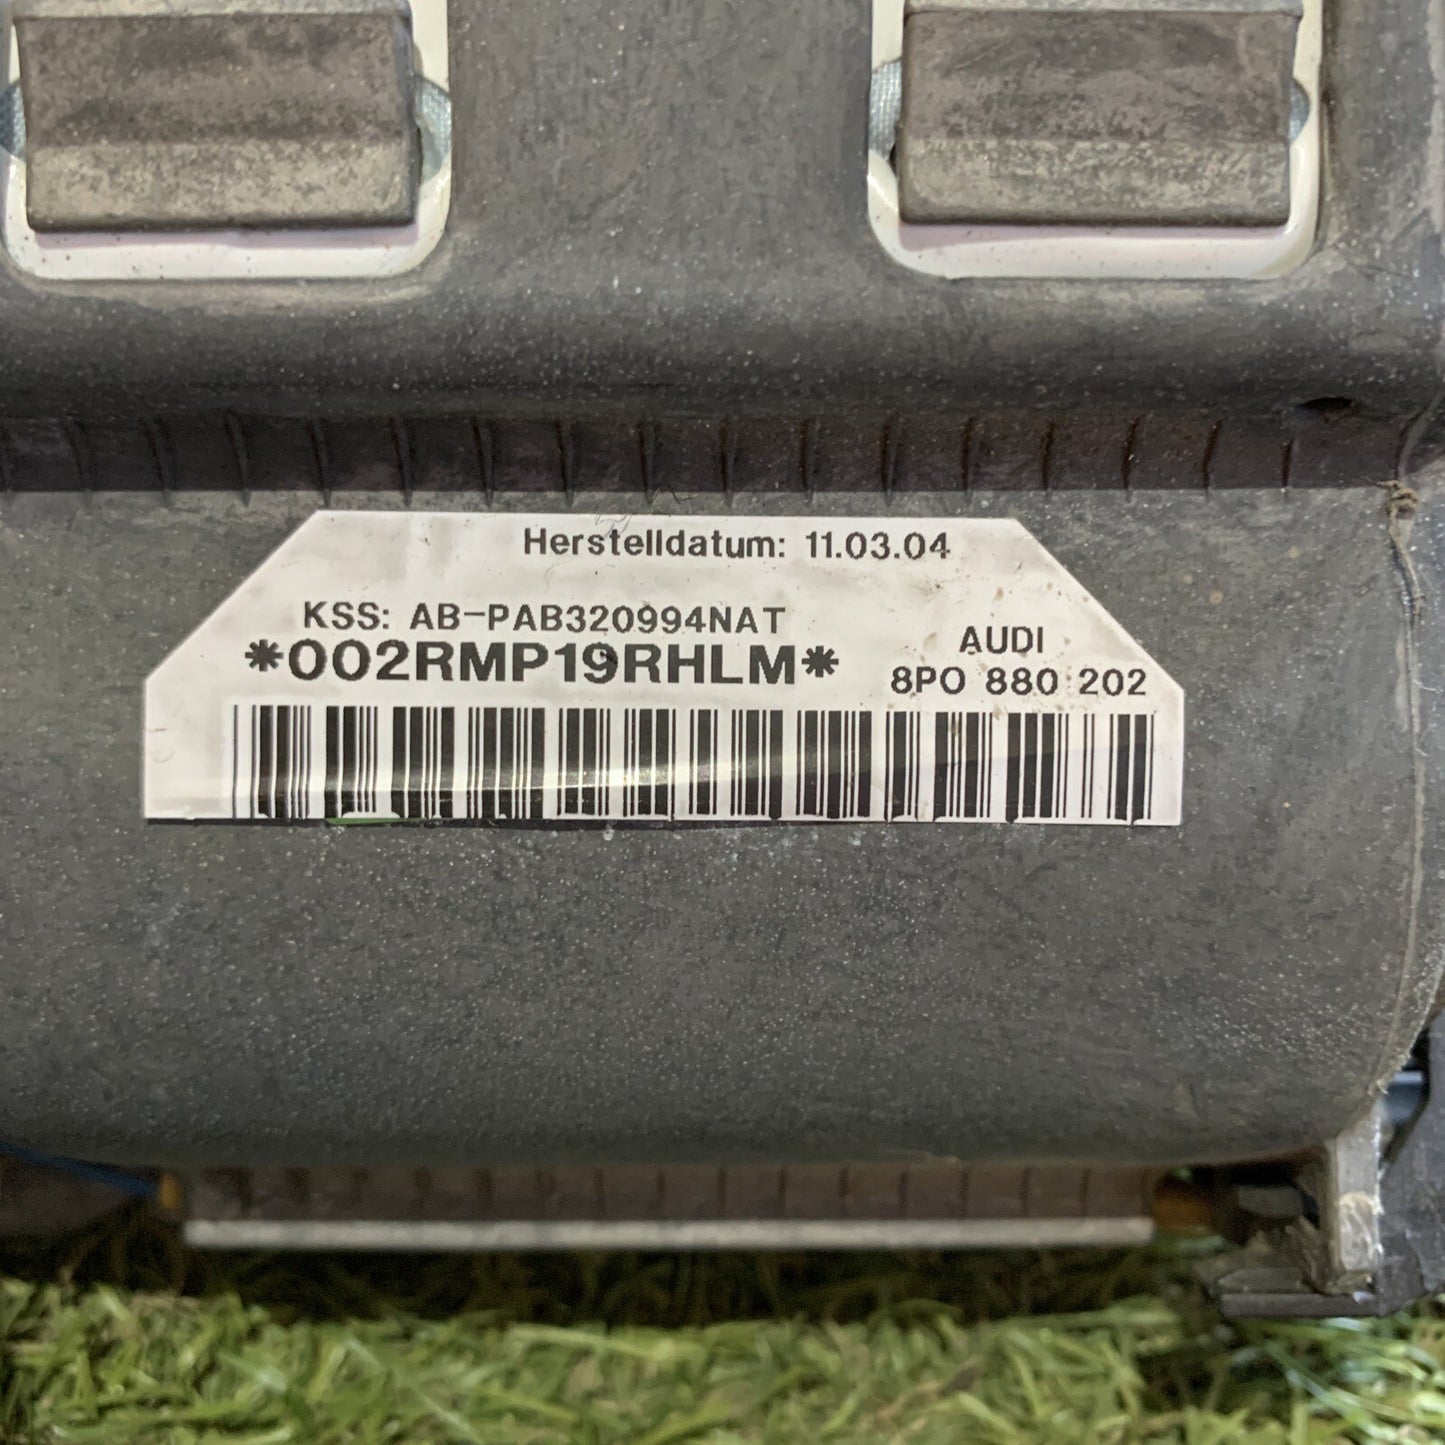 Herstelldatum: 11.03.04
KSS: AB-PAB320994NAT
*002RMP19RHLM*
AUDI
8P0 880 202